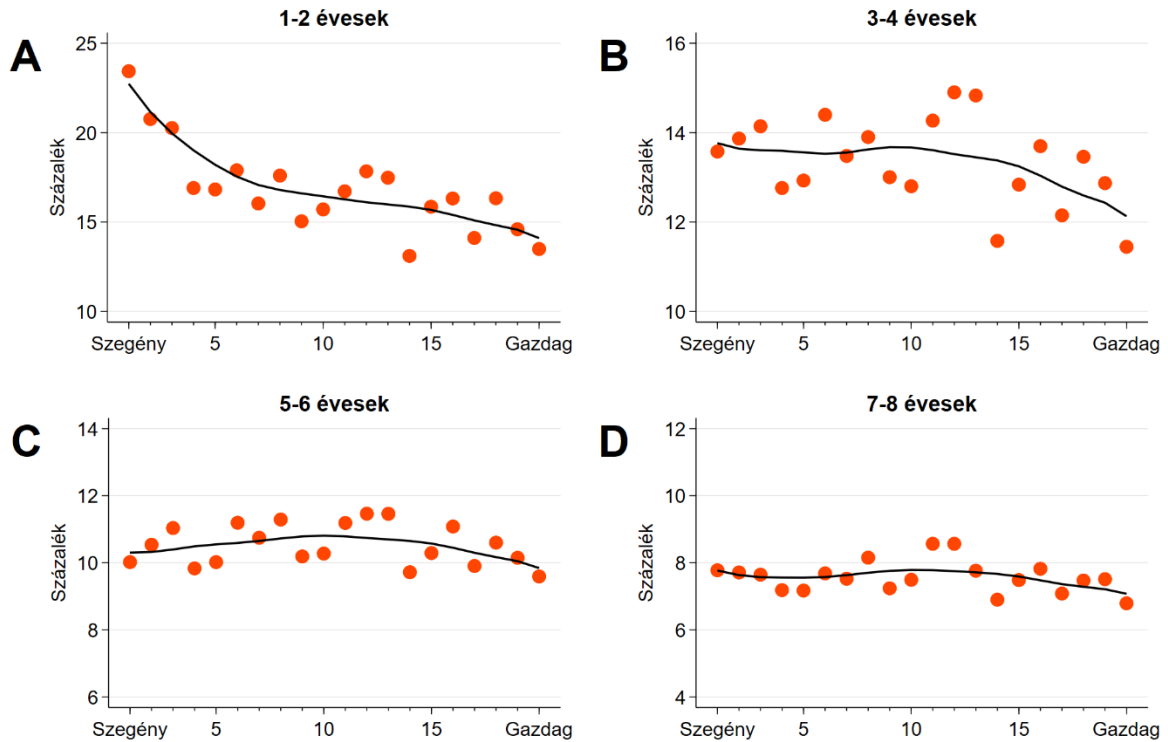 A
1-2 évesek
Százalék
25
20
15
10
Szegény 5 10 15 Gazdag
B
3-4 évesek
Százalék
16
14
12
10
Szegény 5 10 15 Gazdag
C
5-6 évesek
Százalék
14
12
10
8
6
Szegény 5 10 15 Gazdag
D
7-8 évesek
Százalék
12
10
8
6
4
Szegény 5 10 15 Gazdag